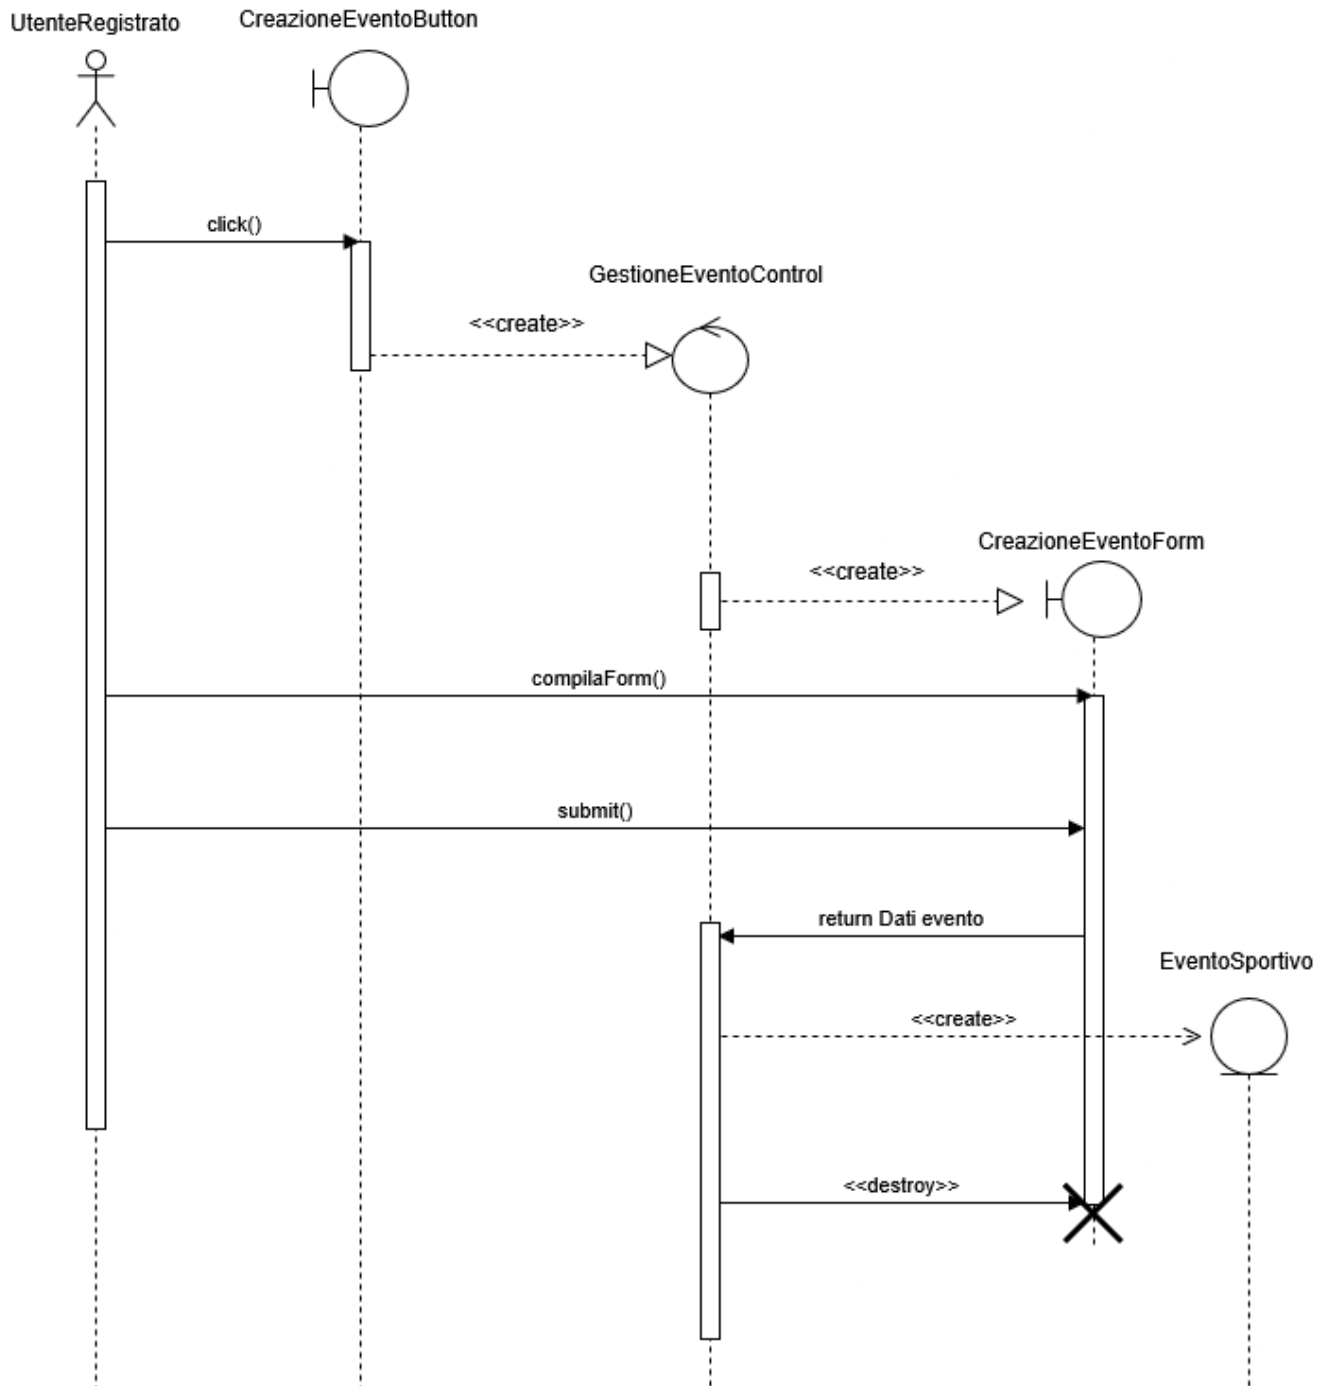 UtenteRegistrato
CreazioneEventoButton
click()
GestioneEventoControl
<<create>>
CreazioneEventoForm
<<create>>
compilaForm()
submit()
return Dati evento
EventoSportivo
<<create>>
<<destroy>>